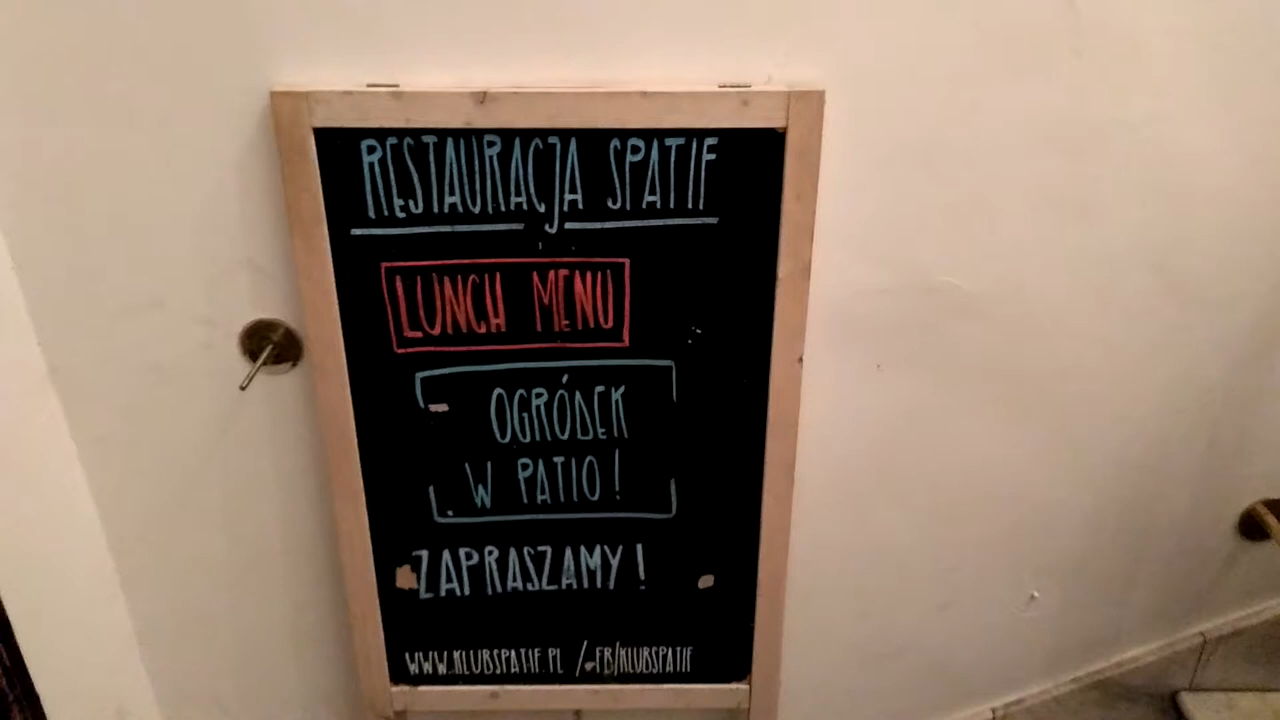 RESTAURACJA SPATIF
LUNCH MENU
OGRÓDEK
W PATIO!
ZAPRASZAMY!
WWW.KLUBSPATIF.PL /FB/KLUBSPATIF